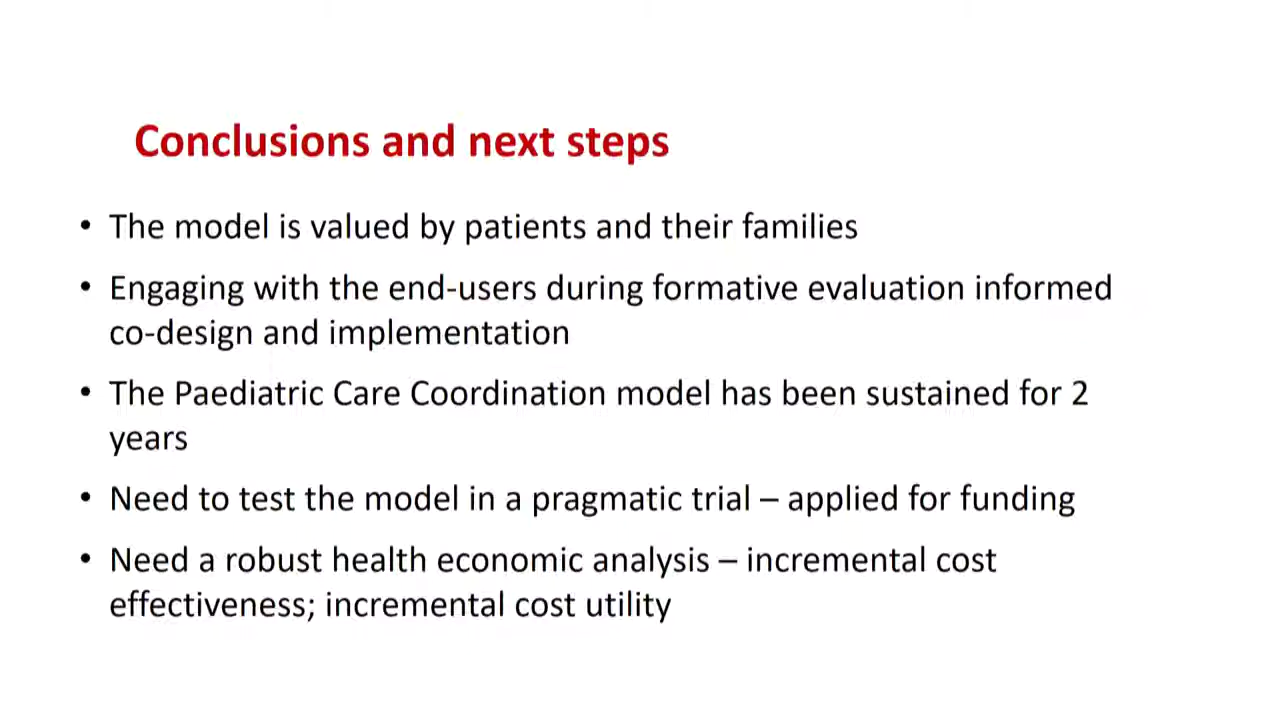 Conclusions and next steps
• The model is valued by patients and their families
• Engaging with the end-users during formative evaluation informed
co-design and implementation
• The Paediatric Care Coordination model has been sustained for 2
years
• Need to test the model in a pragmatic trial – applied for funding
• Need a robust health economic analysis – incremental cost
effectiveness; incremental cost utility